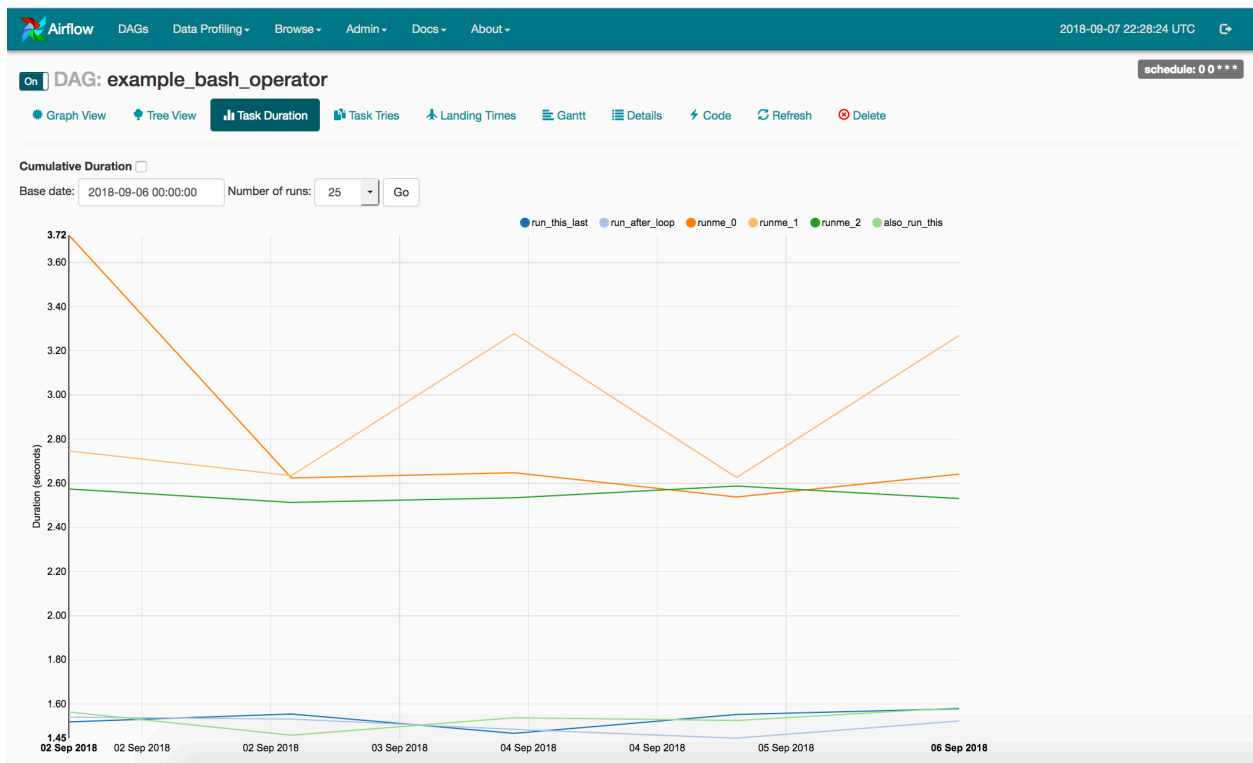 Airflow DAGs Data Profiling Browse Admin Docs About 2018-09-07 22:28:24 UTC
schedule: 0 0 * * *
On DAG: example_bash_operator
Graph View Tree View Task Duration Task Tries Landing Times Gantt Details Code Refresh Delete
Cumulative Duration
Base date: 2018-09-06 00:00:00 Number of runs: 25 Go
run_this_last run_after_loop runme_0 runme_1 runme_2 also_run_this
3.72
3.60
3.40
3.20
3.00
2.80
2.60
2.40
2.20
2.00
1.80
1.60
1.45
Duration (seconds)
02 Sep 2018 02 Sep 2018 02 Sep 2018 03 Sep 2018 04 Sep 2018 04 Sep 2018 05 Sep 2018 06 Sep 2018